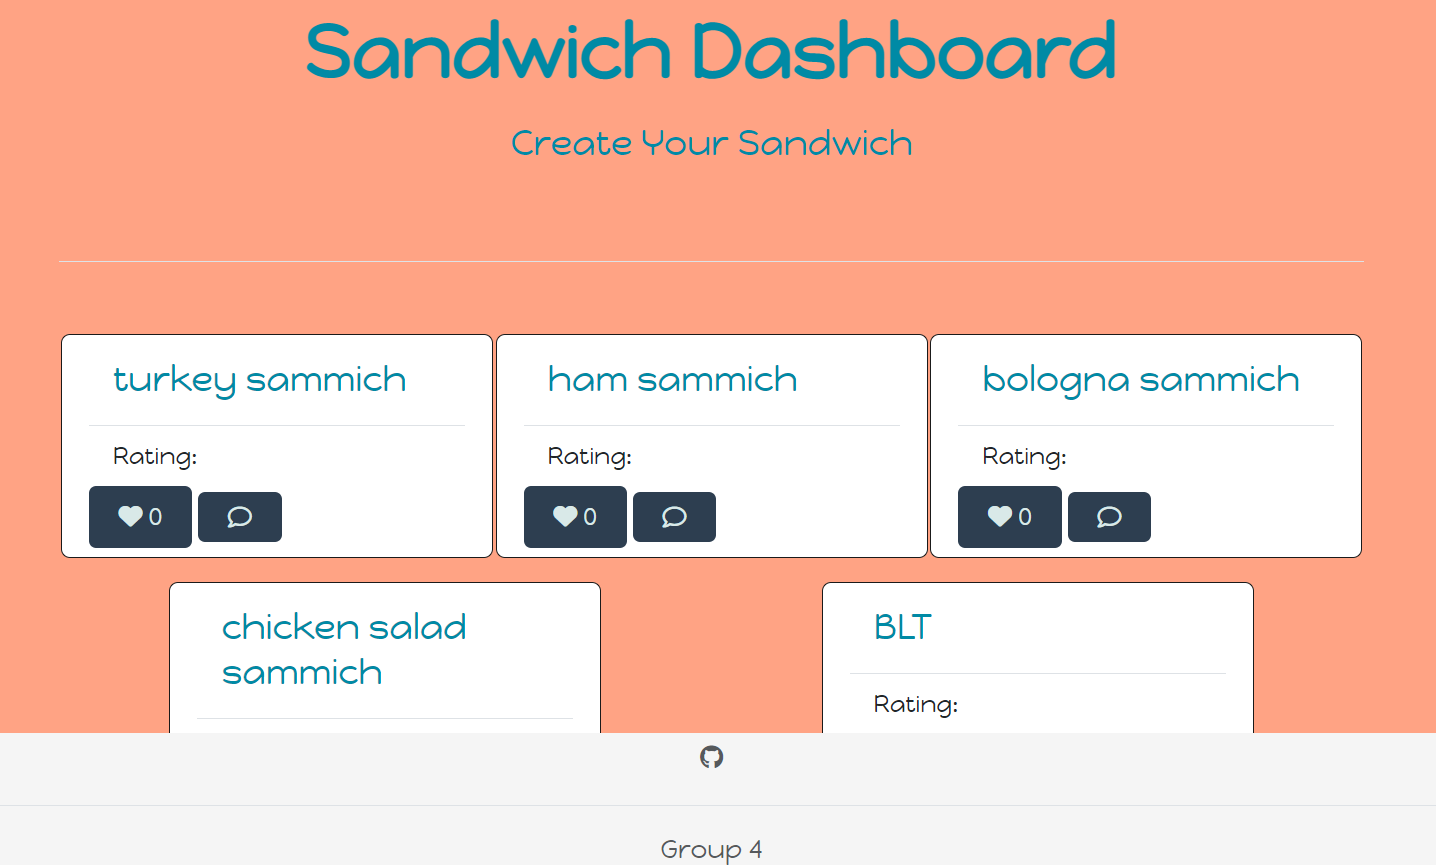 Sandwich Dashboard
Create Your Sandwich
turkey sammich
Rating:
0
ham sammich
Rating:
0
bologna sammich
Rating:
0
chicken salad
sammich
BLT
Rating:
Group 4